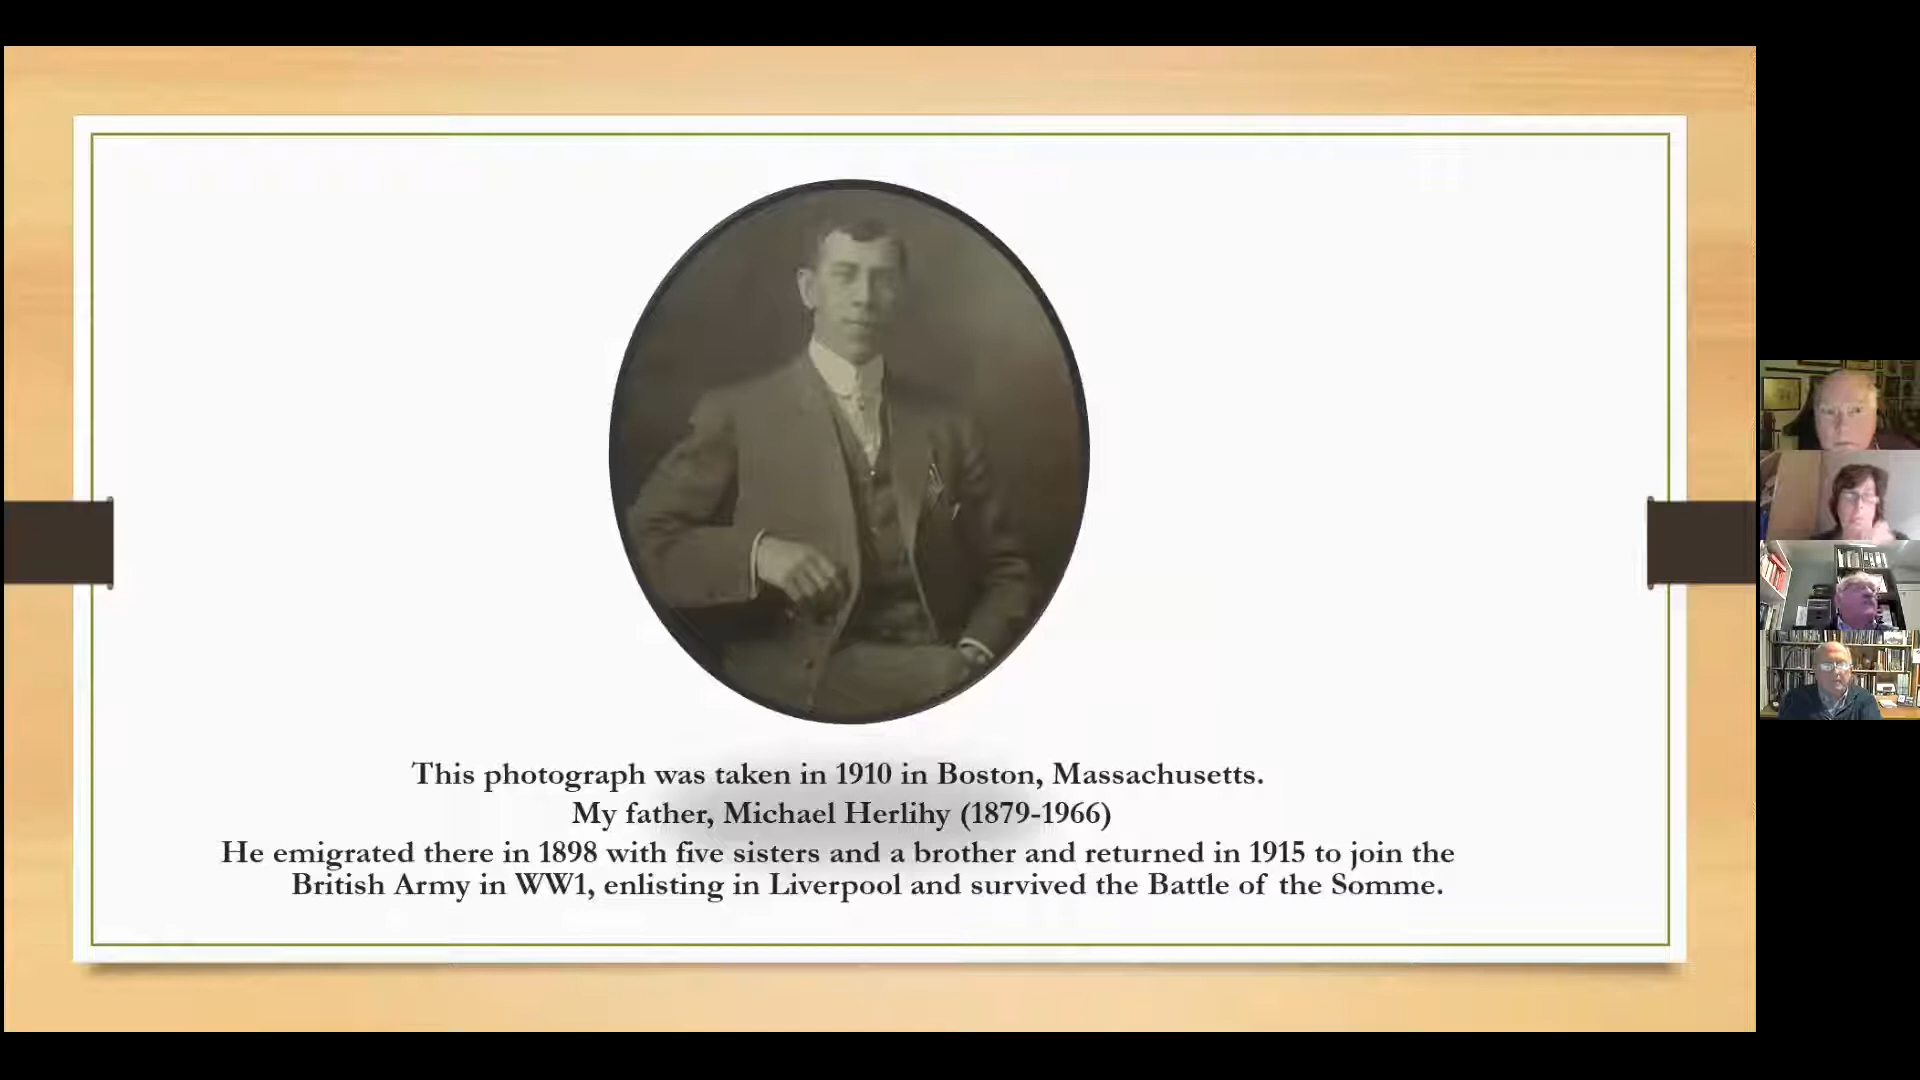 This photograph was taken in 1910 in Boston, Massachusetts.
My father, Michael Herlihy (1879-1966)
He emigrated there in 1898 with five sisters and a brother and returned in 1915 to join the
British Army in WW1, enlisting in Liverpool and survived the Battle of the Somme.